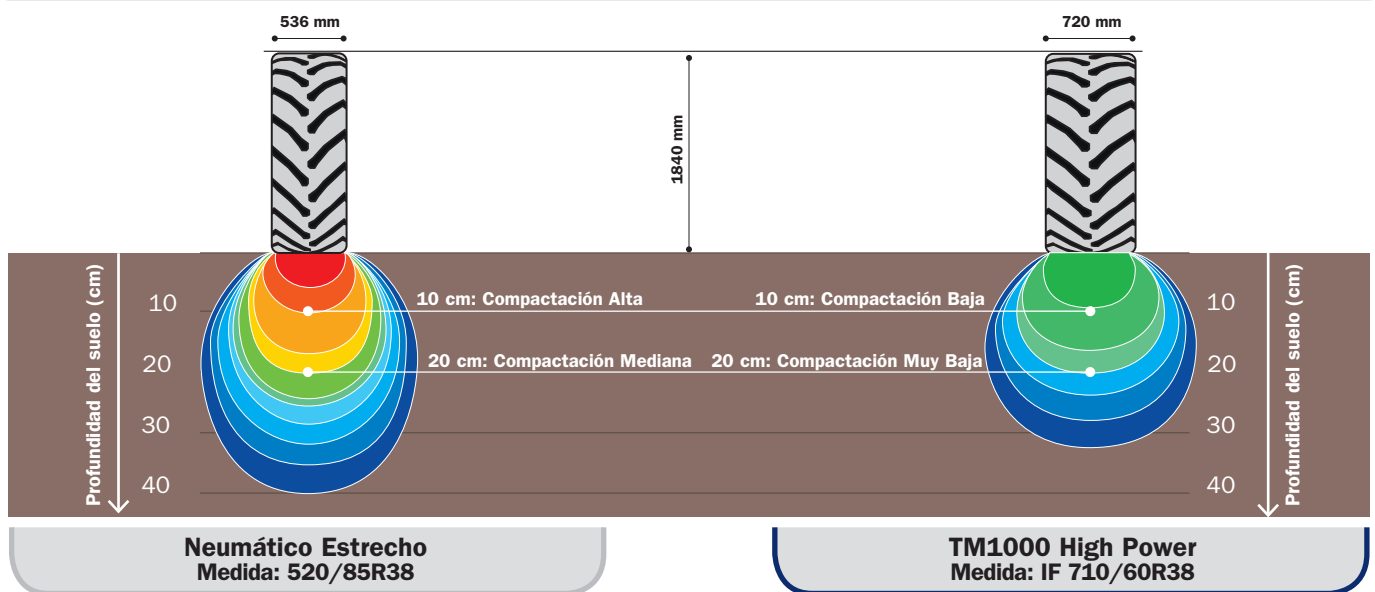 536 mm
720 mm
1840 mm
Profundidad del suelo (cm)
10
20
30
40
10 cm: Compactación Alta
10 cm: Compactación Baja
20 cm: Compactación Mediana
20 cm: Compactación Muy Baja
10
20
30
40
Profundidad del suelo (cm)
Neumático Estrecho
Medida: 520/85R38
TM1000 High Power
Medida: IF 710/60R38